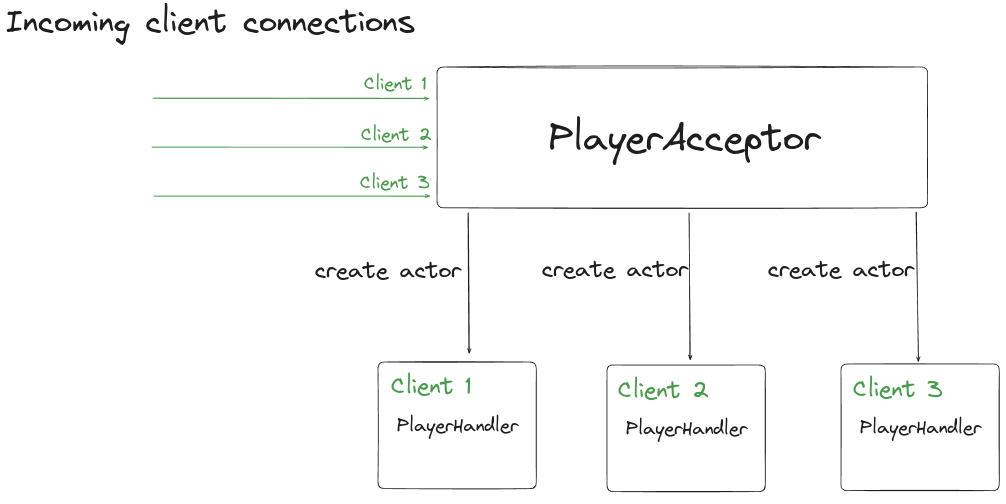 Incoming client connections
Client 1
Client 2
Client 3
PlayerAcceptor
create actor
create actor
create actor
Client 1
PlayerHandler
Client 2
PlayerHandler
Client 3
PlayerHandler